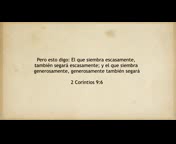 Pero esto digo: El que siembra escasamente,
también segará escasamente; y el que siembra
generosamente, generosamente también segará
2 Corintios 9:6